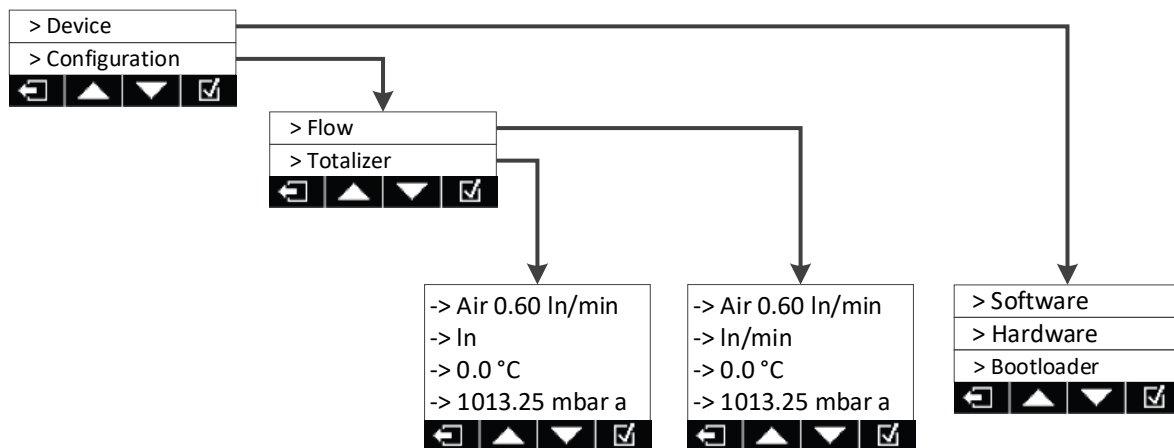 > Device
> Configuration
> Flow
> Totalizer
-> Air 0.60 ln/min
-> ln
-> 0.0 °C
-> 1013.25 mbar a
-> Air 0.60 ln/min
-> ln/min
-> 0.0 °C
-> 1013.25 mbar a
> Software
> Hardware
> Bootloader